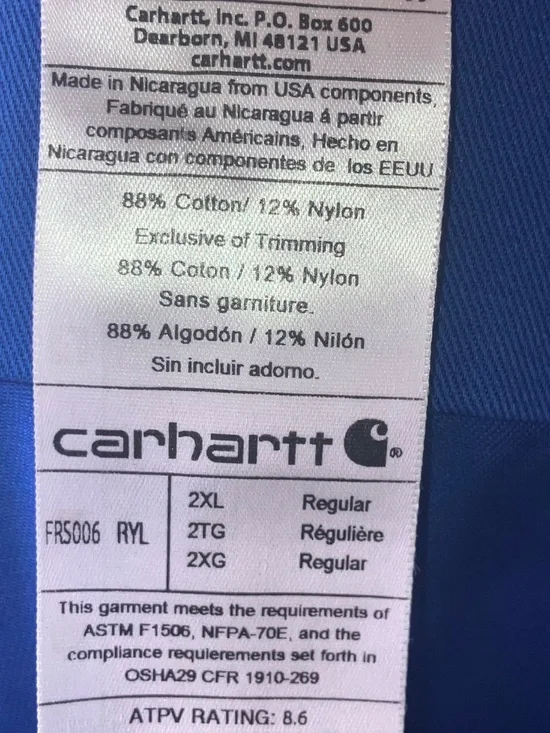 Carhartt, Inc. P.O. Box 600
Dearborn, MI 48121 USA
carhartt.com
Made in Nicaragua from USA components,
Fabriqué au Nicaragua á partir
composants Américains, Hecho en
Nicaragua con componentes de los EEUU
88% Cotton/ 12% Nylon
Exclusive of Trimming
88% Coton / 12% Nylon
Sans garniture.
88% Algodón / 12% Nilón
Sin incluir adorno.
carhartt ®
FRS006 RYL
2XL Regular
2TG Régulière
2XG Regular
This garment meets the requirements of
ASTM F1506, NFPA-70E, and the
compliance requierements set forth in
OSHA29 CFR 1910-269
ATPV RATING: 8.6